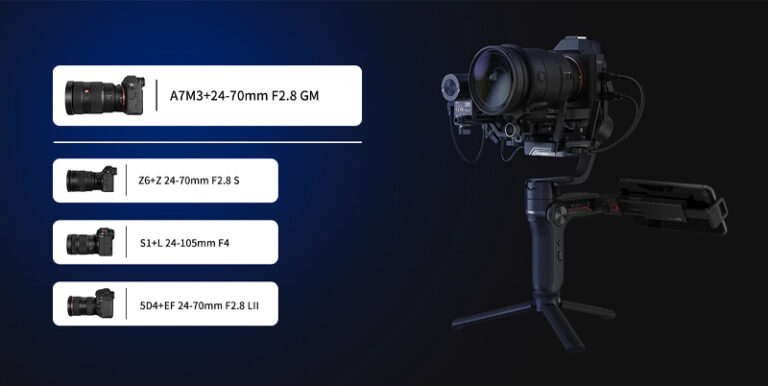 A7M3+24-70mm F2.8 GM
Z6+Z 24-70mm F2.8 S
S1+L 24-105mm F4
5D4+EF 24-70mm F2.8 LII